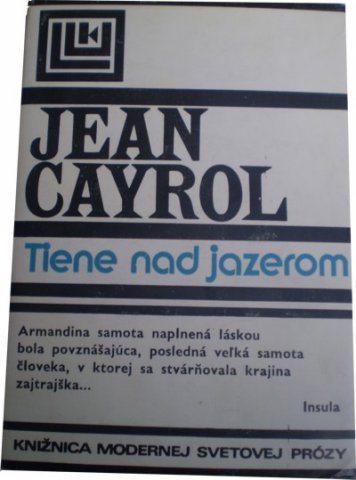 JEAN
CAYROL
Tiene nad jazerom
Armandina samota naplnená láskou
bola povznášajúca, posledná veľká samota
človeka, v ktorej sa stvárňovala krajina
zajtrajška...
Insula
KNIŽNICA MODERNEJ SVETOVEJ PRÓZY